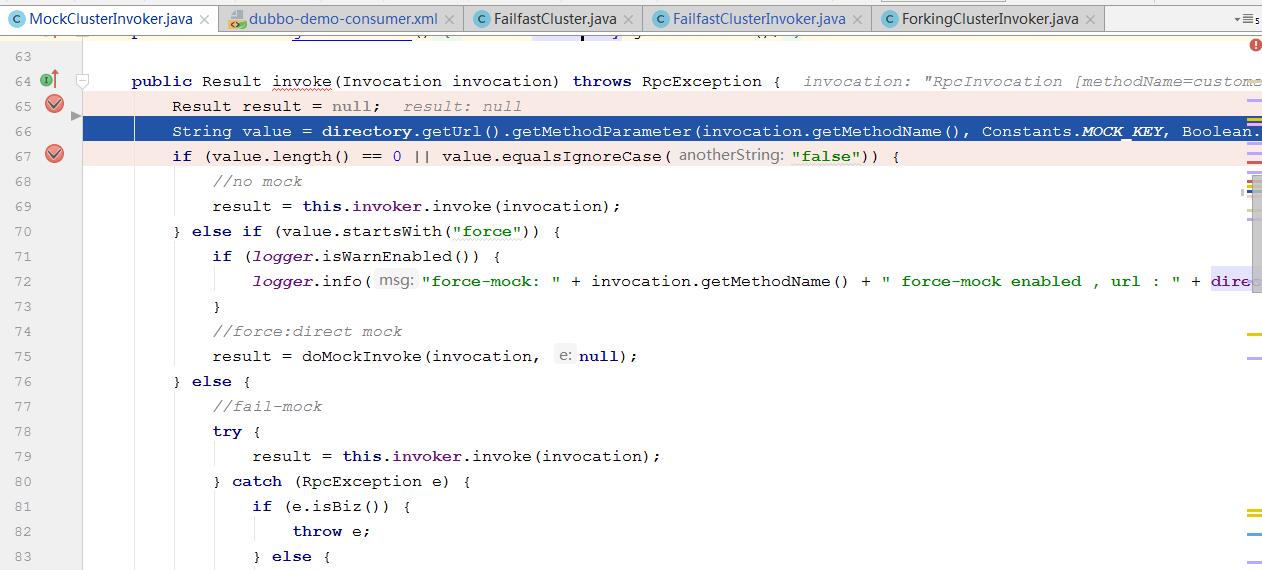 MockClusterInvoker.java dubbo-demo-consumer.xml FailfastCluster.java FailfastClusterInvoker.java ForkingClusterInvoker.java
63
64 public Result invoke(Invocation invocation) throws RpcException { invocation: "RpcInvocation [methodName=custome
65 Result result = null; result: null
66 String value = directory.getUrl().getMethodParameter(invocation.getMethodName(), Constants.MOCK_KEY, Boolean.
67 if (value.length() == 0 || value.equalsIgnoreCase( anotherString: "false")) {
68 //no mock
69 result = this.invoker.invoke(invocation);
70 } else if (value.startsWith("force")) {
71 if (logger.isWarnEnabled()) {
72 logger.info( msg: "force-mock: " + invocation.getMethodName() + " force-mock enabled , url : " + direc
73 }
74 //force:direct mock
75 result = doMockInvoke(invocation, e: null);
76 } else {
77 //fail-mock
78 try {
79 result = this.invoker.invoke(invocation);
80 } catch (RpcException e) {
81 if (e.isBiz()) {
82 throw e;
83 } else {